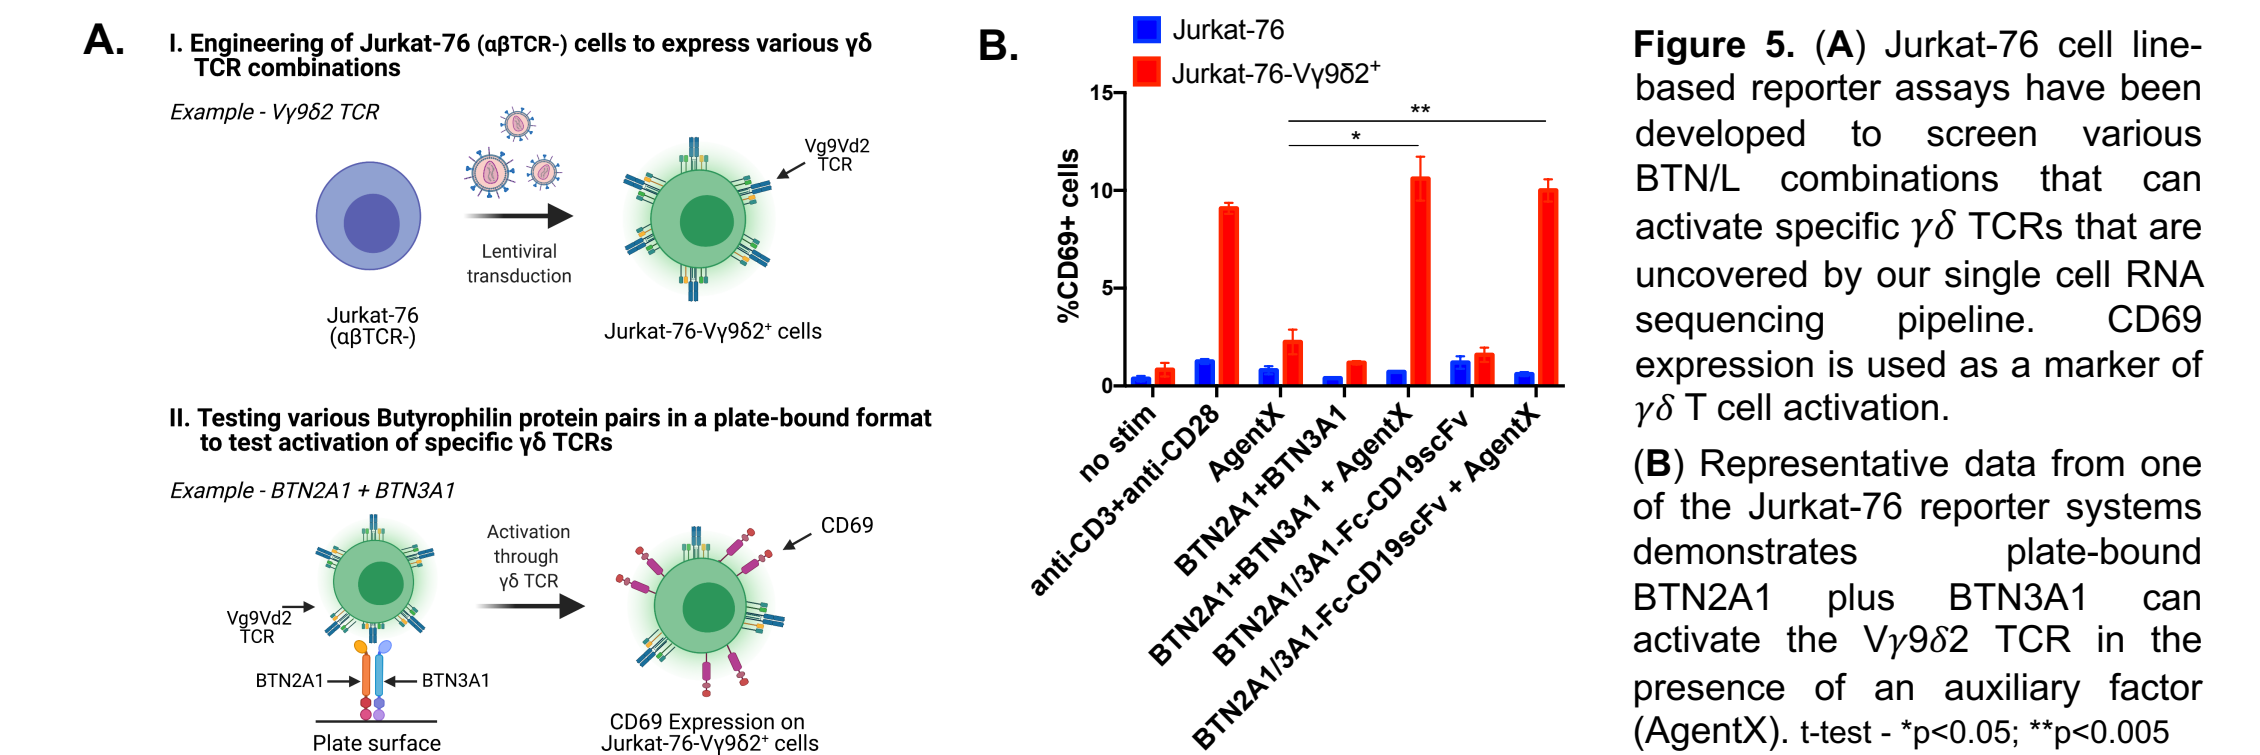 A.
I. Engineering of Jurkat-76 (αβTCR-) cells to express various γδ
TCR combinations
Example - Vγ9δ2 TCR
Vg9Vd2
TCR
Lentiviral
transduction
Jurkat-76
(αβTCR-)
Jurkat-76-Vγ9δ2⁺ cells
II. Testing various Butyrophilin protein pairs in a plate-bound format
to test activation of specific γδ TCRs
Example - BTN2A1 + BTN3A1
Activation
through
γδ TCR
CD69
Vg9Vd2
TCR
BTN2A1
BTN3A1
Plate surface
CD69 Expression on
Jurkat-76-Vγ9δ2⁺ cells
B.
Jurkat-76
Jurkat-76-Vγ9δ2⁺
%CD69+ cells
15
10
5
0
**
*
no stim
anti-CD3+anti-CD28
AgentX
BTN2A1+BTN3A1
BTN2A1+BTN3A1 + AgentX
BTN2A1/3A1-Fc-CD19scFv
BTN2A1/3A1-Fc-CD19scFv + AgentX
Figure 5. (A) Jurkat-76 cell line-
based reporter assays have been
developed to screen various
BTN/L combinations that can
activate specific γδ TCRs that are
uncovered by our single cell RNA
sequencing pipeline. CD69
expression is used as a marker of
γδ T cell activation.
(B) Representative data from one
of the Jurkat-76 reporter systems
demonstrates plate-bound
BTN2A1 plus BTN3A1 can
activate the Vγ9δ2 TCR in the
presence of an auxiliary factor
(AgentX). t-test - *p<0.05; **p<0.005